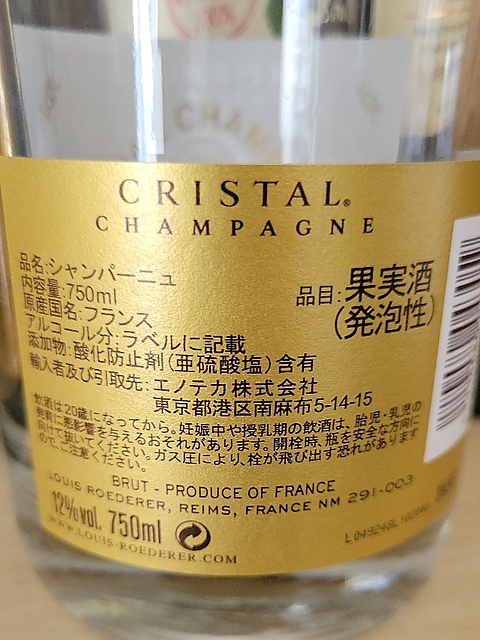 CHAMP
CRISTAL®
CHAMPAGNE
品名:シャンパーニュ
内容量:750ml
原産国名:フランス
品目:果実酒
(発泡性)
アルコール分:ラベルに記載
添加物:酸化防止剤(亜硫酸塩)含有
輸入者及び引取先:エノテカ株式会社
東京都港区南麻布5-14-15
飲酒は20歳になってから。妊娠中や授乳期の飲酒は、胎児・乳児の
発育に悪影響を与えるおそれがあります。開栓時、瓶を安全な方向に
向けて抜いてください。ガス圧により、栓が飛び出す恐れがあります
ので、ご注意ください。
BRUT - PRODUCE OF FRANCE
LOUIS ROEDERER, REIMS, FRANCE NM 291-003
12%vol. 750ml
WWW.LOUIS-ROEDERER.COM